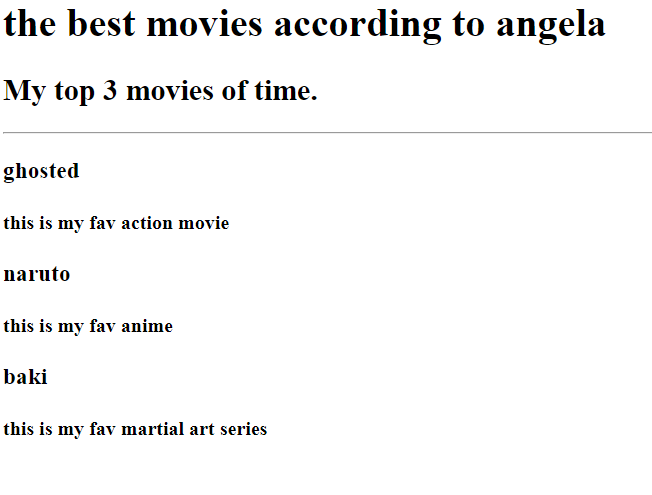 the best movies according to angela
My top 3 movies of time.
ghosted
this is my fav action movie
naruto
this is my fav anime
baki
this is my fav martial art series